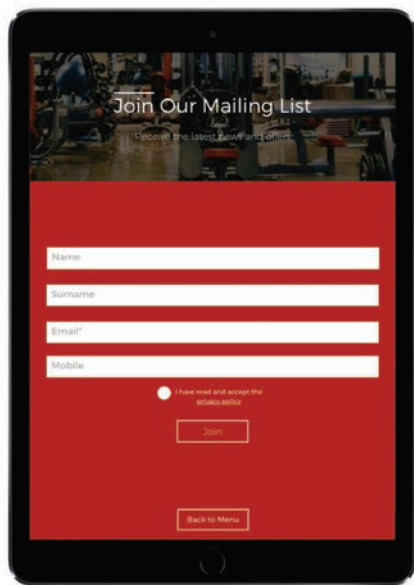 Join Our Mailing List
Receive the latest news and offers
Name
Surname
Email*
Mobile
I have read and accept the
privacy policy
Join
Back to Menu